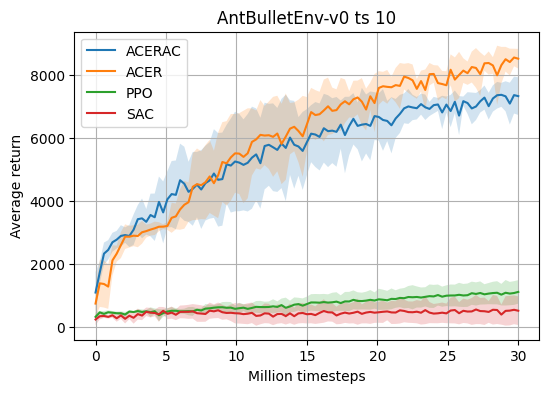 AntBulletEnv-v0 ts 10
ACERAC
ACER
PPO
SAC
Average return
8000
6000
4000
2000
0
0 5 10 15 20 25 30
Million timesteps